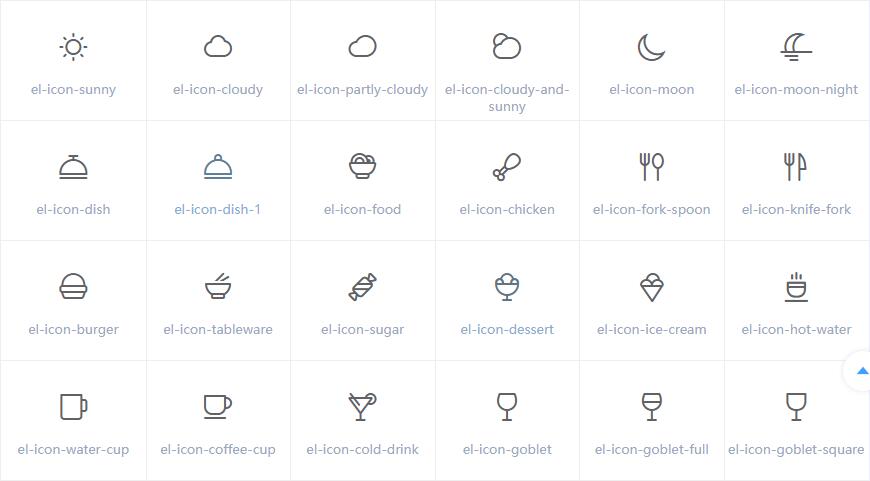 el-icon-sunny
el-icon-cloudy
el-icon-partly-cloudy
el-icon-cloudy-and-
sunny
el-icon-moon
el-icon-moon-night
el-icon-dish
el-icon-dish-1
el-icon-food
el-icon-chicken
el-icon-fork-spoon
el-icon-knife-fork
el-icon-burger
el-icon-tableware
el-icon-sugar
el-icon-dessert
el-icon-ice-cream
el-icon-hot-water
el-icon-water-cup
el-icon-coffee-cup
el-icon-cold-drink
el-icon-goblet
el-icon-goblet-full
el-icon-goblet-square